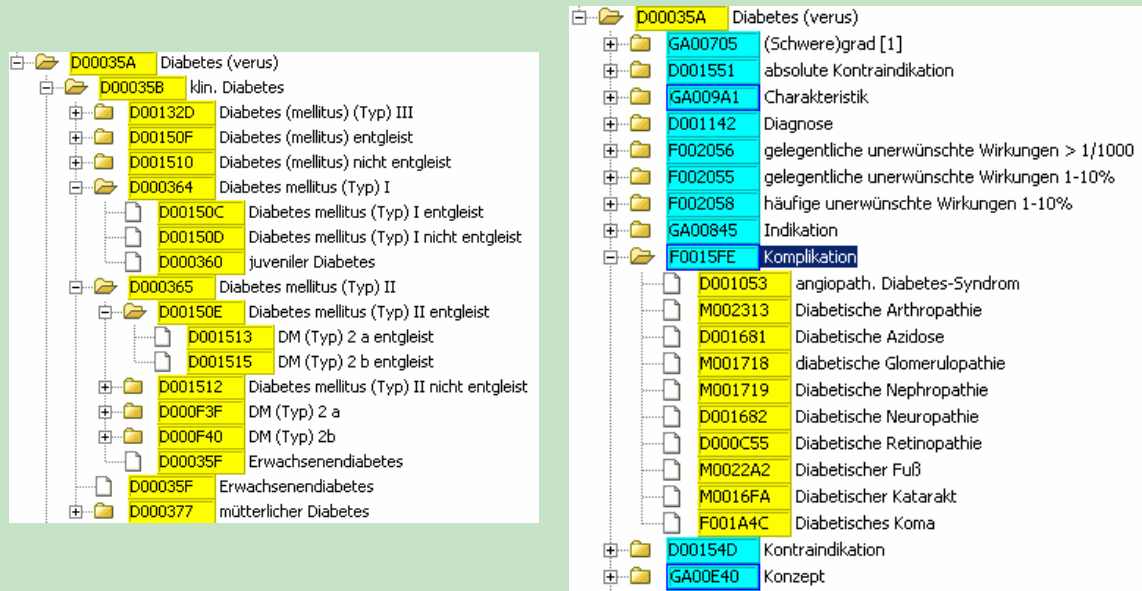 D00035A Diabetes (verus)
D00035B klin. Diabetes
D00132D Diabetes (mellitus) (Typ) III
D00150F Diabetes (mellitus) entgleist
D001510 Diabetes (mellitus) nicht entgleist
D000364 Diabetes mellitus (Typ) I
D00150C Diabetes mellitus (Typ) I entgleist
D00150D Diabetes mellitus (Typ) I nicht entgleist
D000360 juveniler Diabetes
D000365 Diabetes mellitus (Typ) II
D00150E Diabetes mellitus (Typ) II entgleist
D001513 DM (Typ) 2 a entgleist
D001515 DM (Typ) 2 b entgleist
D001512 Diabetes mellitus (Typ) II nicht entgleist
D000F3F DM (Typ) 2 a
D000F40 DM (Typ) 2b
D00035F Erwachsenendiabetes
D00035F Erwachsenendiabetes
D000377 mütterlicher Diabetes
D00035A Diabetes (verus)
GA00705 (Schwere)grad [1]
D001551 absolute Kontraindikation
GA009A1 Charakteristik
D001142 Diagnose
F002056 gelegentliche unerwünschte Wirkungen > 1/1000
F002055 gelegentliche unerwünschte Wirkungen 1-10%
F002058 häufige unerwünschte Wirkungen 1-10%
GA00845 Indikation
F0015FE Komplikation
D001053 angiopath. Diabetes-Syndrom
M002313 Diabetische Arthropathie
D001681 Diabetische Azidose
M001718 diabetische Glomerulopathie
M001719 Diabetische Nephropathie
D001682 Diabetische Neuropathie
D000C55 Diabetische Retinopathie
M0022A2 Diabetischer Fuß
M0016FA Diabetischer Katarakt
F001A4C Diabetisches Koma
D00154D Kontraindikation
GA00E40 Konzept